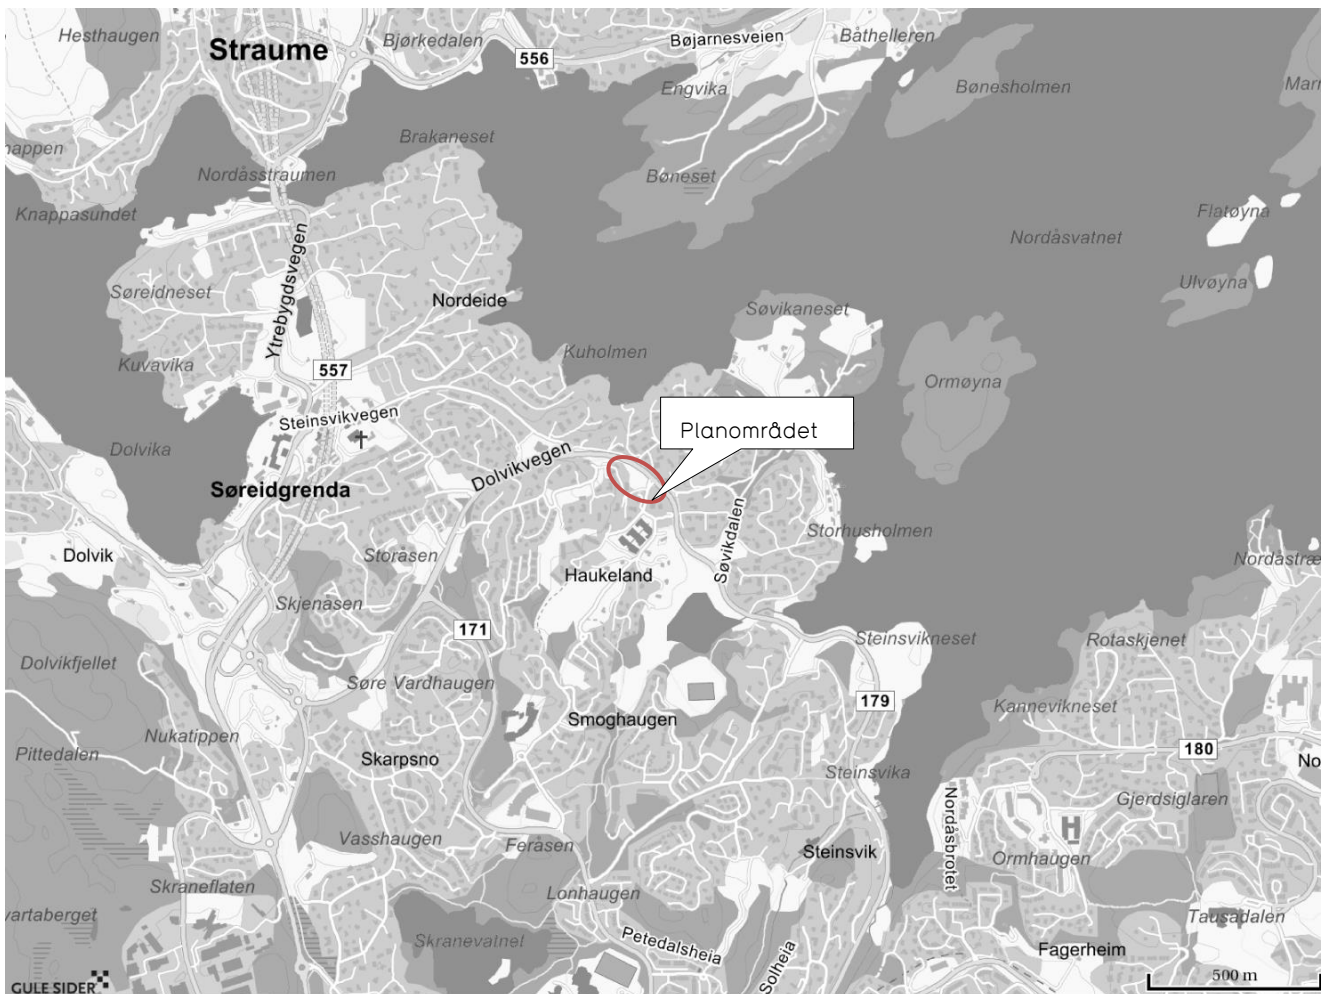 Hesthaugen
Straume
Bjørkedalen
556
Bøjarnesveien
Båthelleren
Engvika
Bønesholmen
Brakaneset
Nordåsstraumen
Bøneset
Knappasundet
Flatøyna
Nordåsvatnet
Ytrebygdsvegen
Søreidneset
Nordeide
Søvikaneset
Ulvøyna
Kuvavika
557
Kuholmen
Ormøyna
Steinsvikvegen
Planområdet
Dolvika
Dolvikvegen
Søreidgrenda
Storhusholmen
Dolvik
Storåsen
Haukeland
Søvikdalen
Skjenåsen
171
Steinsvikneset
Rotaskjenet
Dolvikfjellet
Søre Vardhaugen
179
Kannevikneset
Nukatippen
Smoghaugen
180
Pittedalen
Skarpsno
Steinsvika
No
Gjerdsiglaren
Vasshaugen
Feråsen
Steinsvik
Nordåsbrotet
Ormhaugen
Skraneflaten
Lonhaugen
vartaberget
Tausadalen
Skranevatnet
Petedalsheia
Solheia
Fagerheim
GULE SIDER
500 m